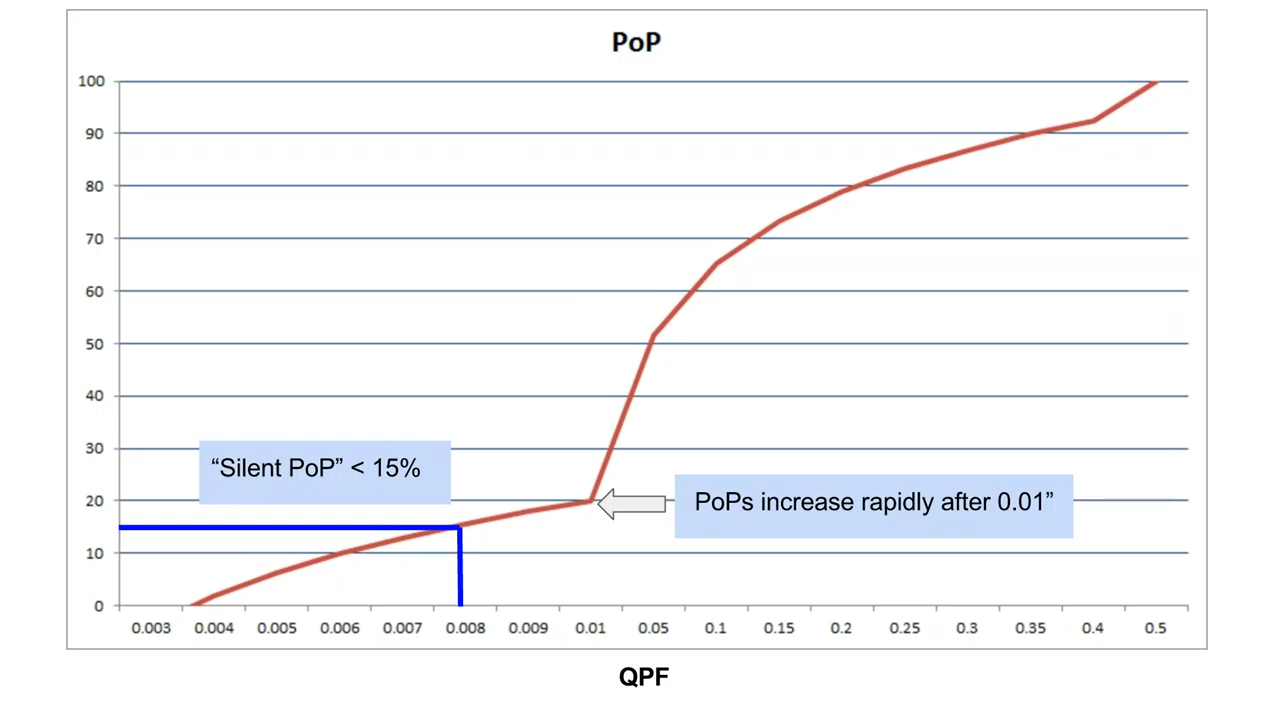 PoP
100
90
80
70
60
50
40
30
20
10
0
“Silent PoP” < 15%
PoPs increase rapidly after 0.01”
0.003 0.004 0.005 0.006 0.007 0.008 0.009 0.01 0.05 0.1 0.15 0.2 0.25 0.3 0.35 0.4 0.5
QPF